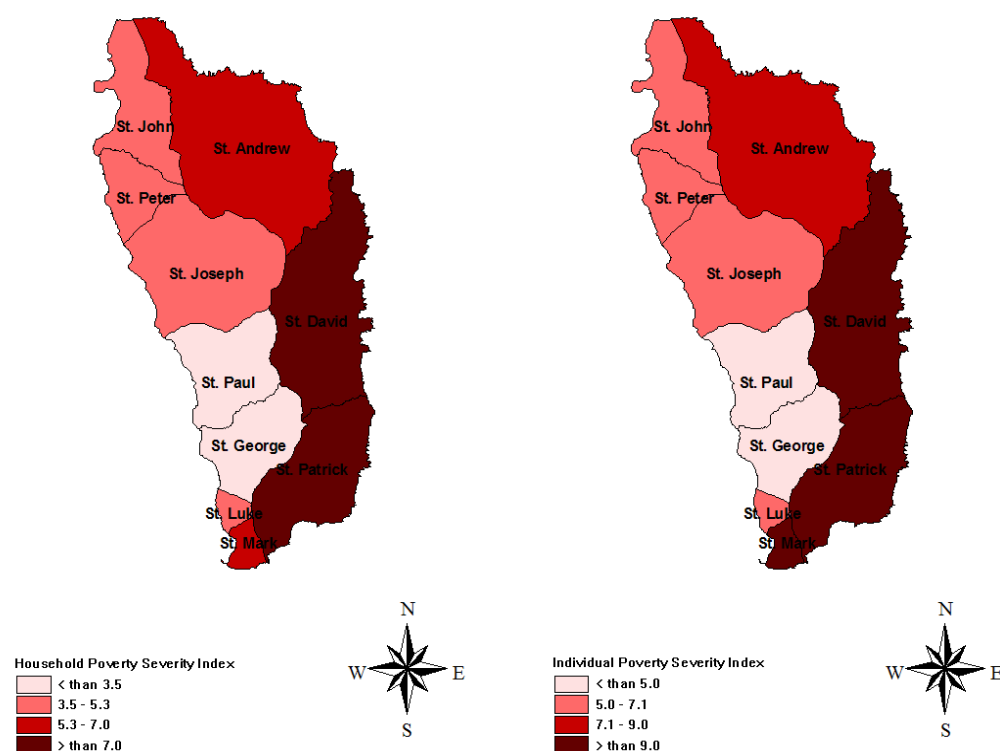 St. John
St. Andrew
St. Peter
St. Joseph
St. David
St. Paul
St. George
St. Patrick
St. Luke
St. Mark
N
W
E
S
Household Poverty Severity Index
< than 3.5
3.5 - 5.3
5.3 - 7.0
> than 7.0
St. John
St. Andrew
St. Peter
St. Joseph
St. David
St. Paul
St. George
St. Patrick
St. Luke
St. Mark
N
W
E
S
Individual Poverty Severity Index
< than 5.0
5.0 - 7.1
7.1 - 9.0
> than 9.0